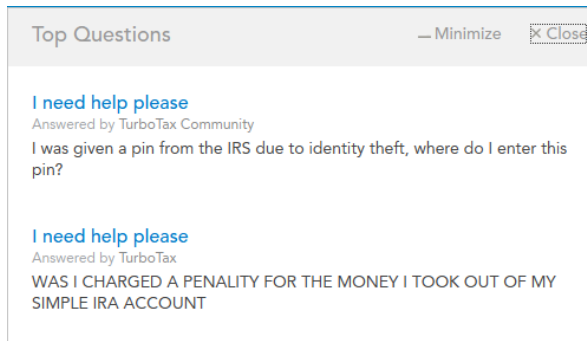 Top Questions
Minimize
× Close
I need help please
Answered by TurboTax Community
I was given a pin from the IRS due to identity theft, where do I enter this
pin?
I need help please
Answered by TurboTax
WAS I CHARGED A PENALITY FOR THE MONEY I TOOK OUT OF MY
SIMPLE IRA ACCOUNT